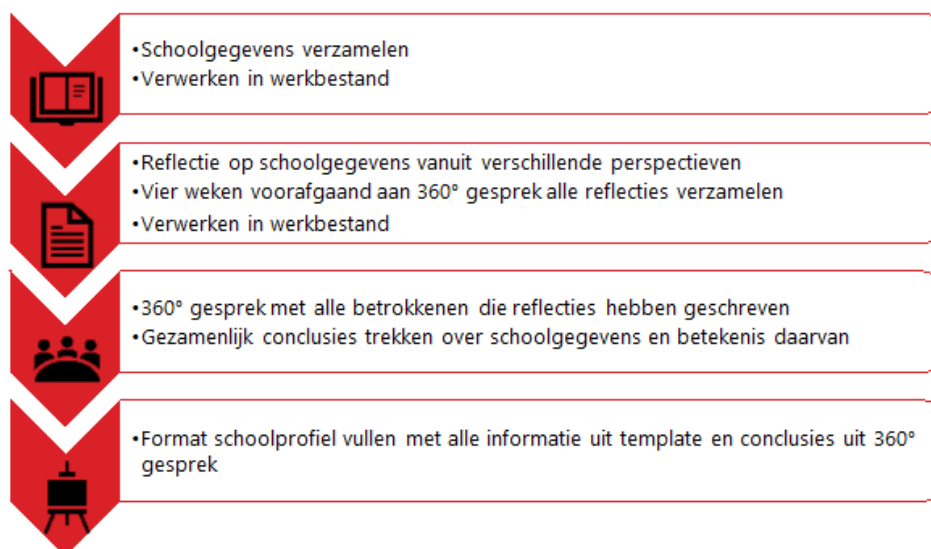 •Schoolgegevens verzamelen
•Verwerken in werkbestand
•Reflectie op schoolgegevens vanuit verschillende perspectieven
•Vier weken voorafgaand aan 360° gesprek alle reflecties verzamelen
•Verwerken in werkbestand
•360° gesprek met alle betrokkenen die reflecties hebben geschreven
•Gezamenlijk conclusies trekken over schoolgegevens en betekenis daarvan
•Format schoolprofiel vullen met alle informatie uit template en conclusies uit 360°
gesprek